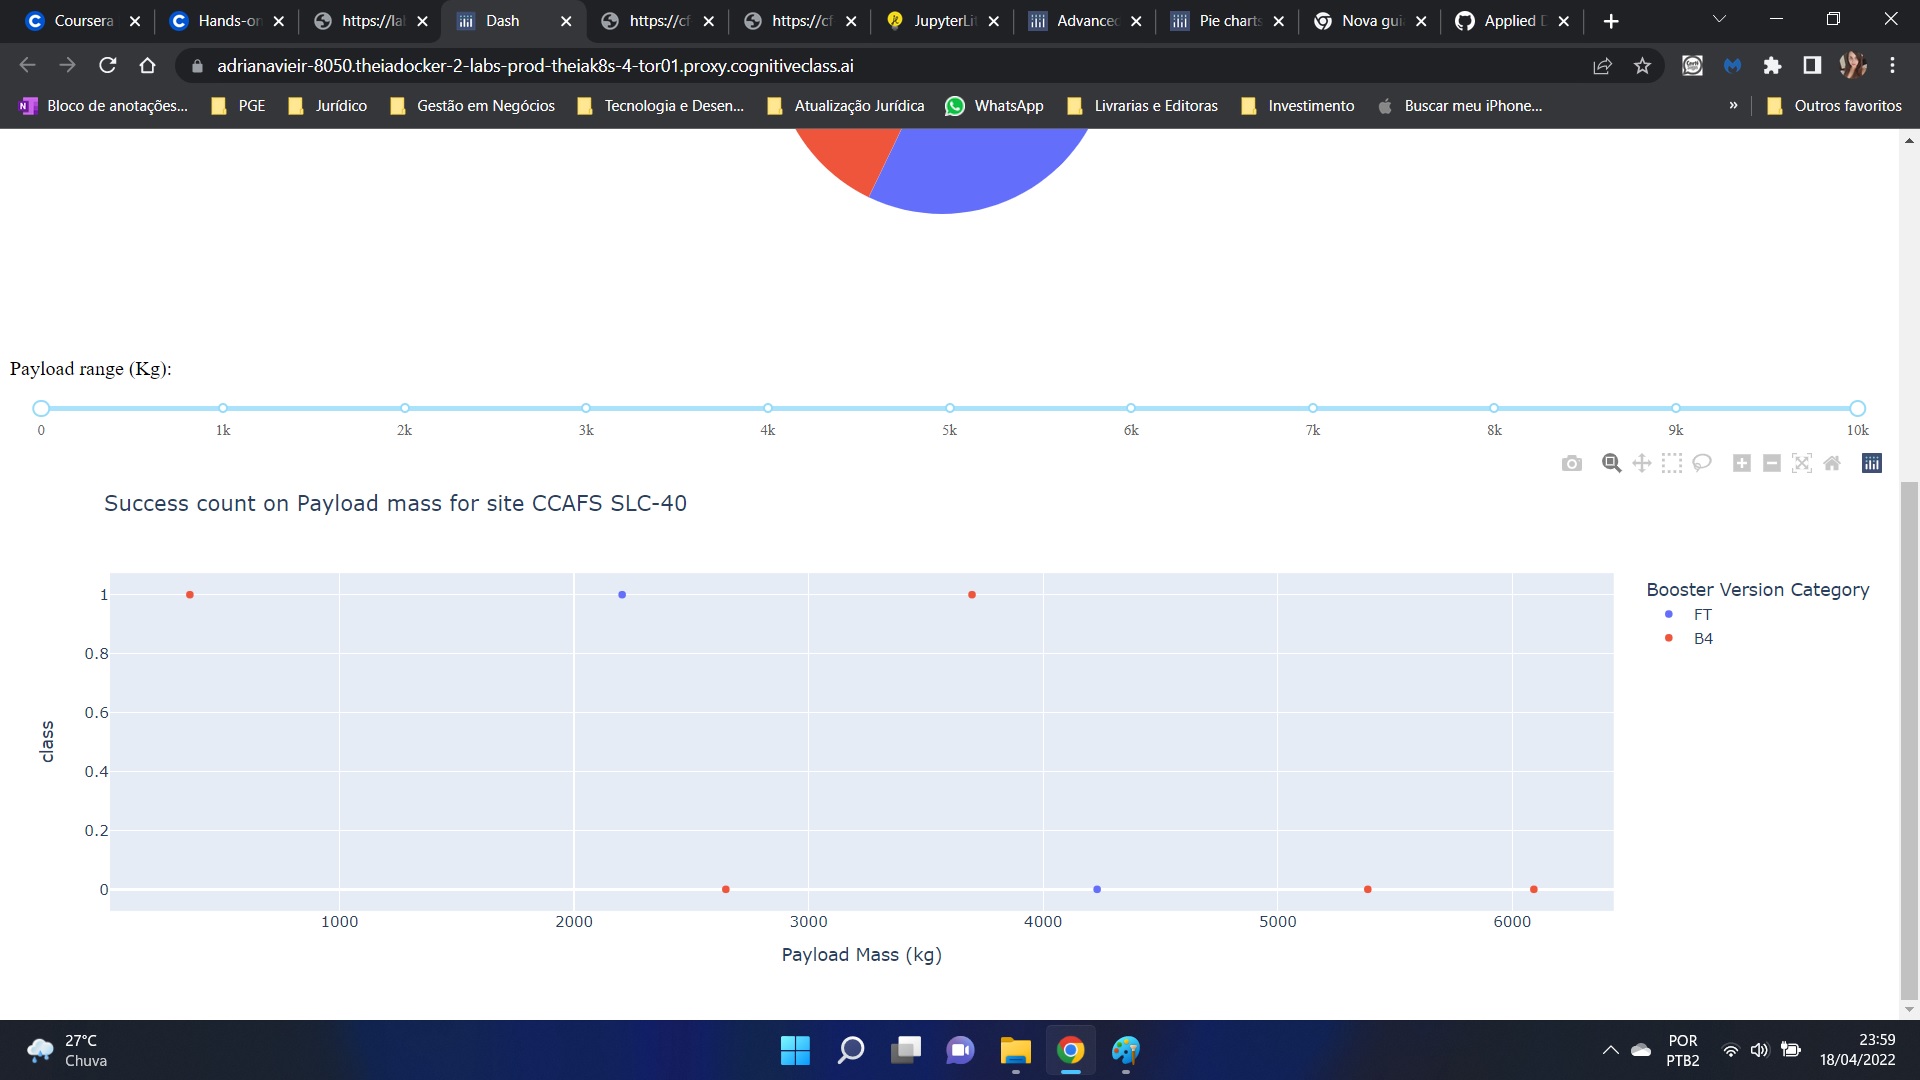 Coursera
Hands-on
https://lal
Dash
https://cf
https://cf
JupyterLit
Advanced
Pie charts
Nova gui
Applied D
adrianavieir-8050.theiadocker-2-labs-prod-theiak8s-4-tor01.proxy.cognitiveclass.ai
Bloco de anotações...
PGE
Jurídico
Gestão em Negócios
Tecnologia e Desen...
Atualização Jurídica
WhatsApp
Livrarias e Editoras
Investimento
Buscar meu iPhone...
»
Outros favoritos
Payload range (Kg):
0 1k 2k 3k 4k 5k 6k 7k 8k 9k 10k
Success count on Payload mass for site CCAFS SLC-40
Booster Version Category
FT
B4
1
0.8
0.6
0.4
0.2
0
class
1000 2000 3000 4000 5000 6000
Payload Mass (kg)
27°C
Chuva
POR
PTB2
23:59
18/04/2022